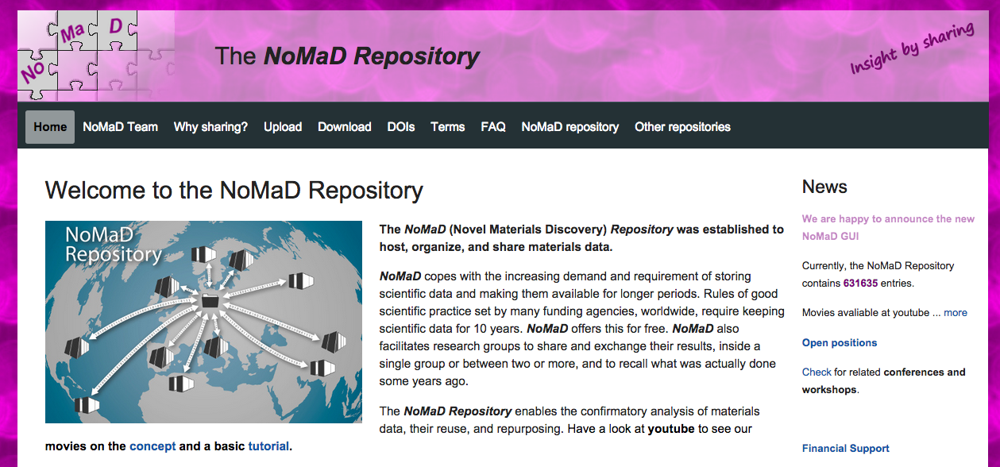 No Ma D
The NoMaD Repository
Insight by sharing
Home NoMaD Team Why sharing? Upload Download DOIs Terms FAQ NoMaD repository Other repositories
Welcome to the NoMaD Repository
NoMaD
Repository
The NoMaD (Novel Materials Discovery) Repository was established to
host, organize, and share materials data.
NoMaD copes with the increasing demand and requirement of storing
scientific data and making them available for longer periods. Rules of good
scientific practice set by many funding agencies, worldwide, require keeping
scientific data for 10 years. NoMaD offers this for free. NoMaD also
facilitates research groups to share and exchange their results, inside a
single group or between two or more, and to recall what was actually done
some years ago.
The NoMaD Repository enables the confirmatory analysis of materials
data, their reuse, and repurposing. Have a look at youtube to see our
movies on the concept and a basic tutorial.
News
We are happy to announce the new
NoMaD GUI
Currently, the NoMaD Repository
contains 631635 entries.
Movies avaliable at youtube ... more
Open positions
Check for related conferences and
workshops.
Financial Support